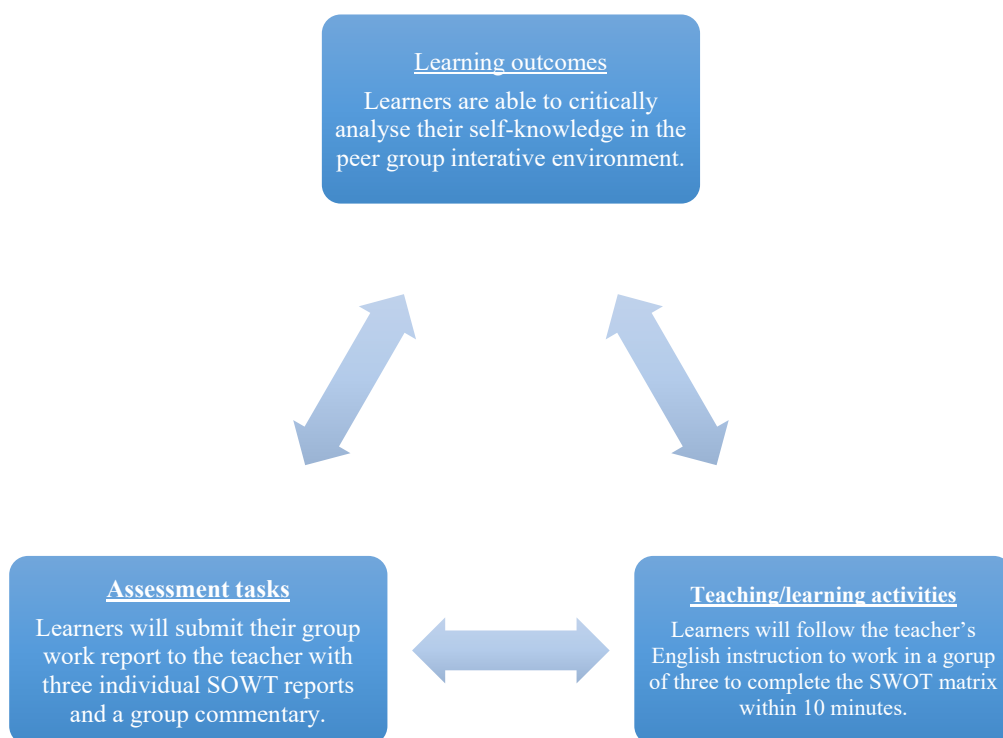 Learning outcomes
Learners are able to critically
analyse their self-knowledge in the
peer group interative environment.
Assessment tasks
Learners will submit their group
work report to the teacher with
three individual SOWT reports
and a group commentary.
Teaching/learning activities
Learners will follow the teacher's
English instruction to work in a gorup
of three to complete the SWOT matrix
within 10 minutes.